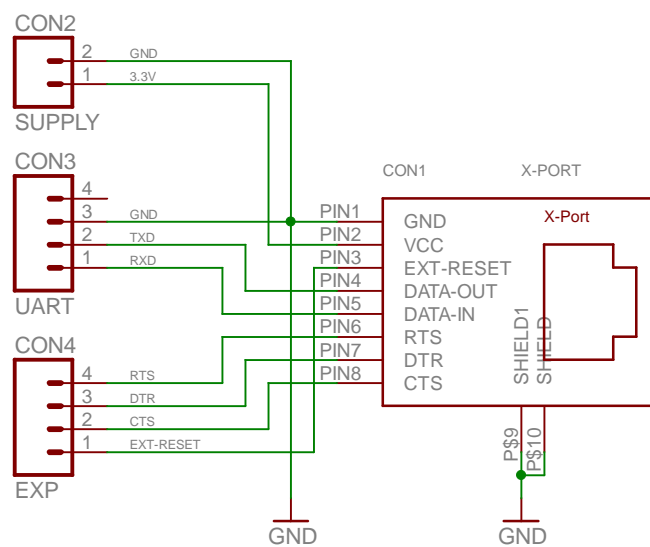 CON2
2 GND
1 3.3V
SUPPLY
CON3
4
3 GND
2 TXD
1 RXD
UART
CON4
4 RTS
3 DTR
2 CTS
1 EXT-RESET
EXP
CON1 X-PORT
X-Port
PIN1 GND
PIN2 VCC
PIN3 EXT-RESET
PIN4 DATA-OUT
PIN5 DATA-IN
PIN6 RTS
PIN7 DTR
PIN8 CTS
SHIELD1
SHIELD
P$9
P$10
GND
GND